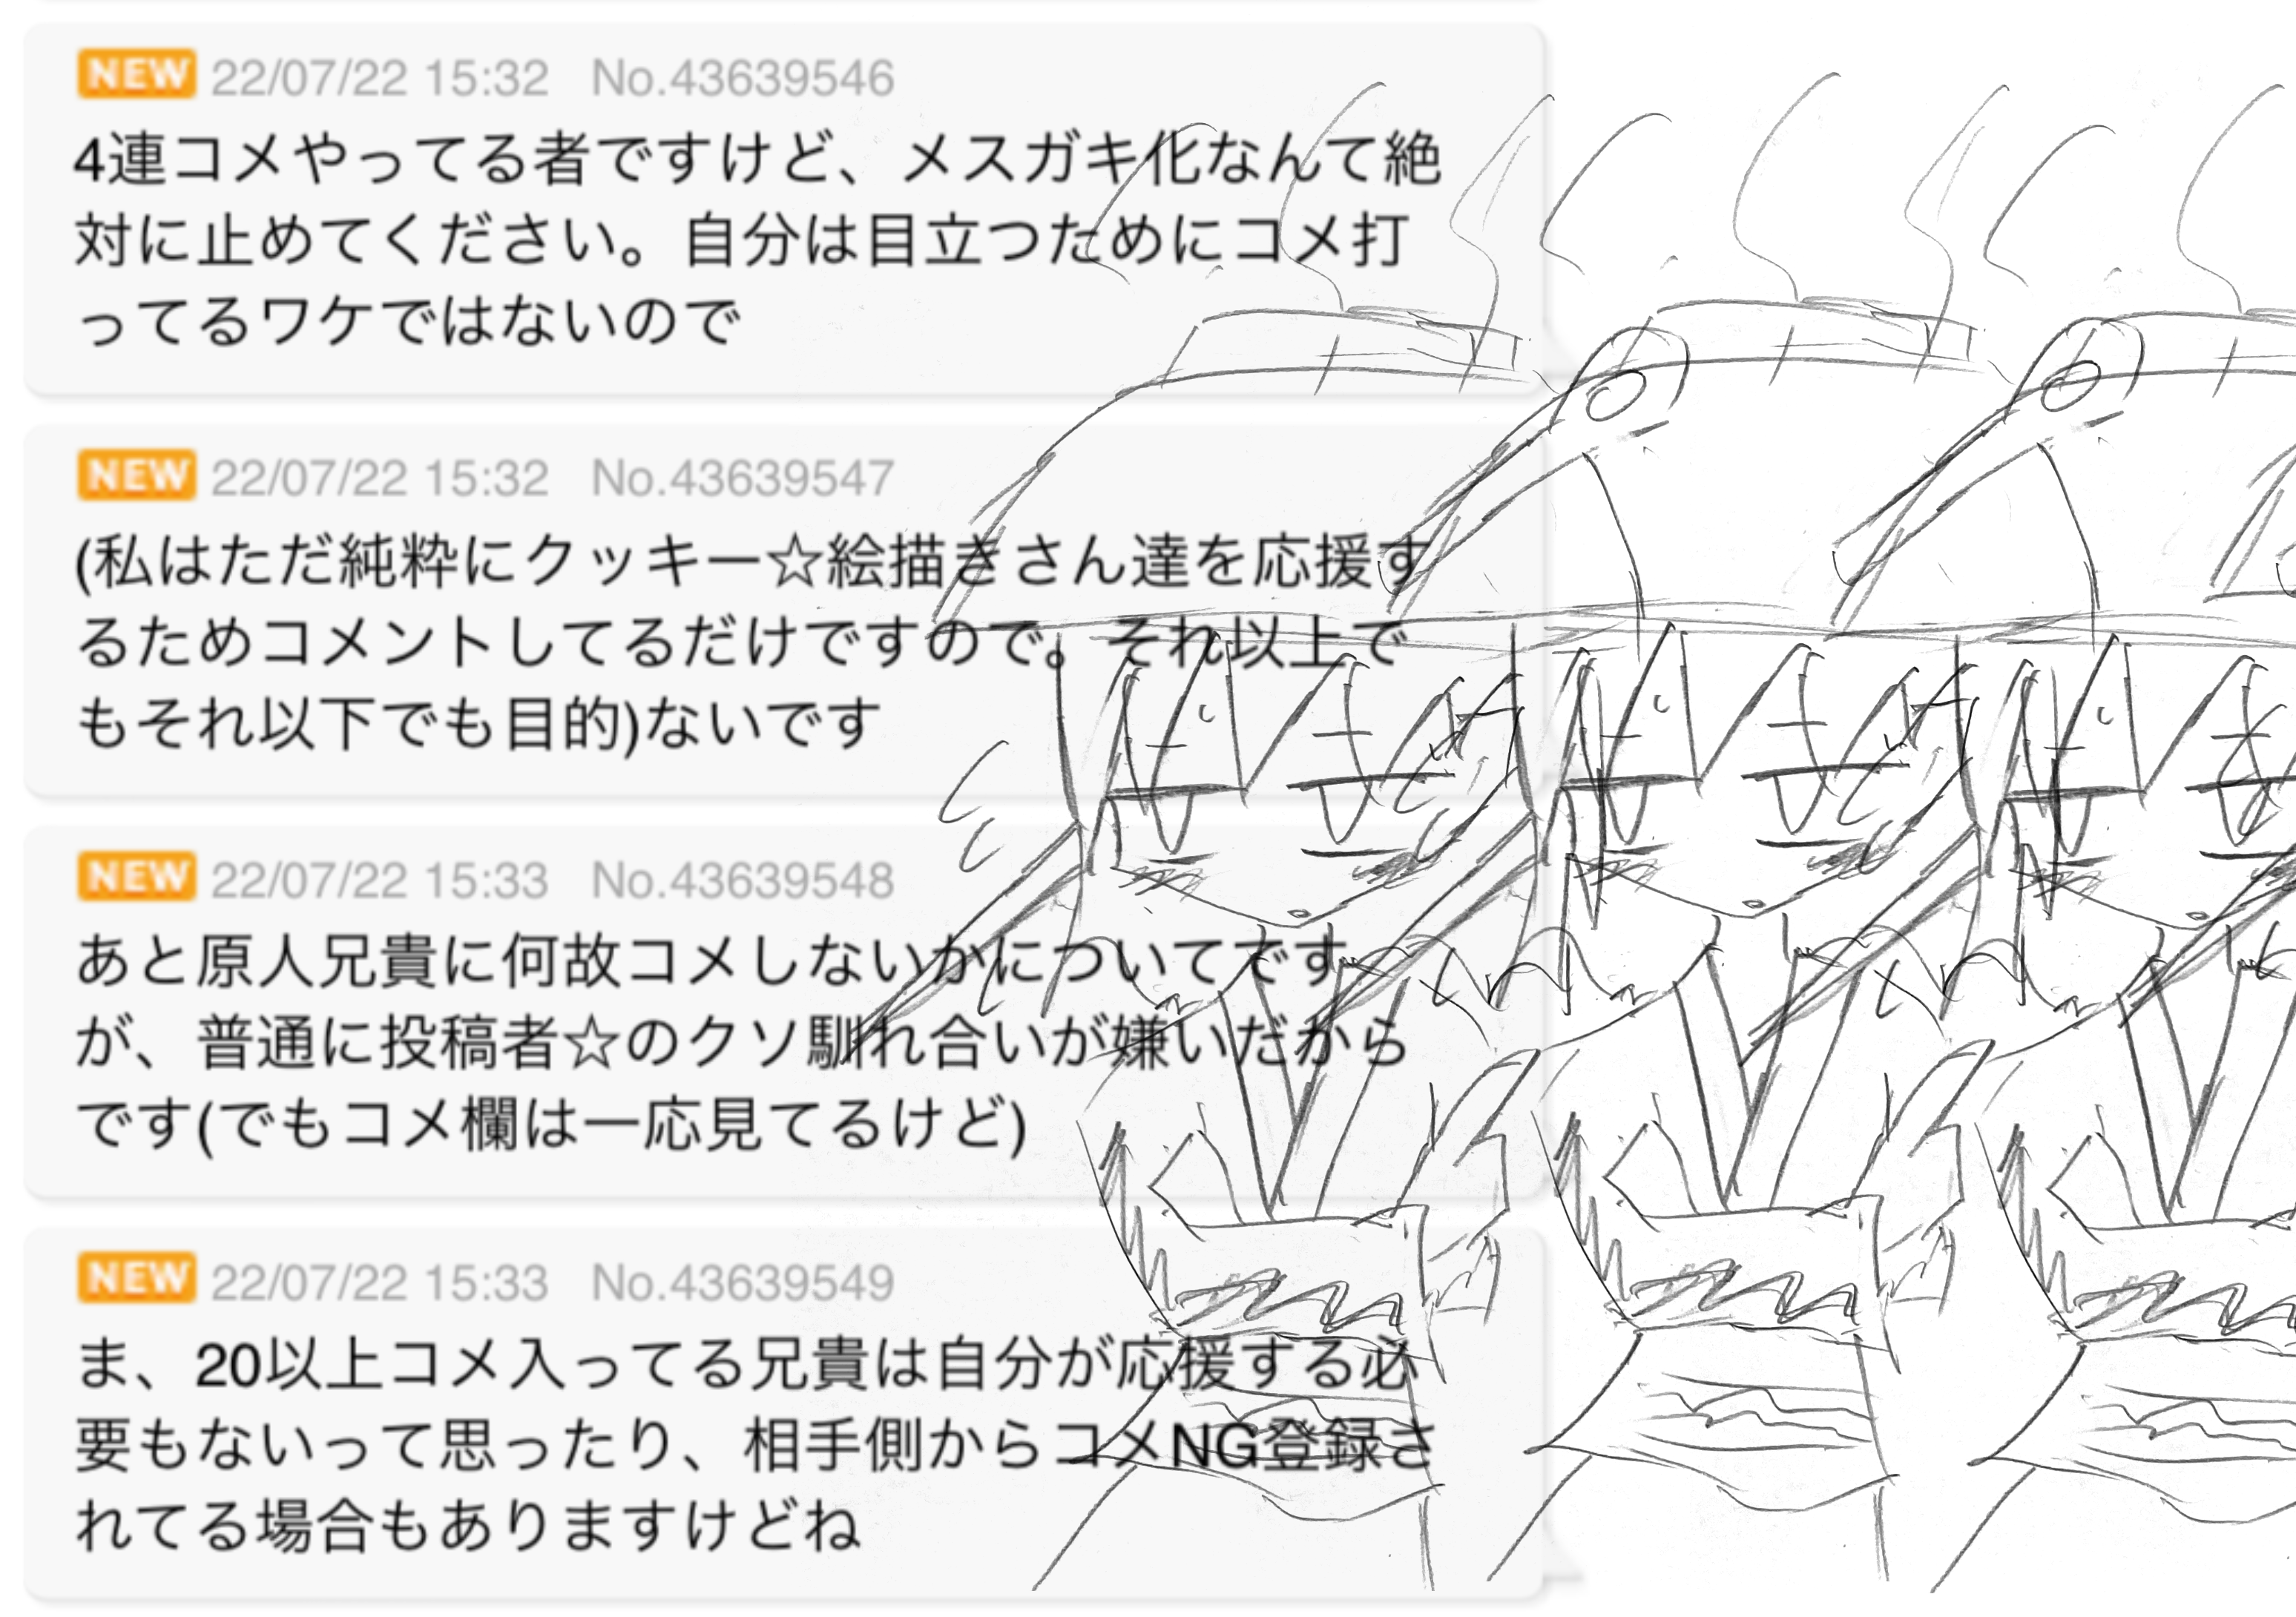 NEW 22/07/22 15:32 No.43639546
4連コメやってる者ですけど、メスガキ化なんて絶
対に止めてください。自分は目立つためにコメ打
ってるワケではないので
NEW 22/07/22 15:32 No.43639547
(私はただ純粋にクッキー☆絵描きさん達を応援す
るためコメントしてるだけですので。それ以上で
もそれ以下でも目的)ないです
NEW 22/07/22 15:33 No.43639548
あと原人兄貴に何故コメしないかについてです
が、普通に投稿者☆のクソ馴れ合いが嫌いだから
です(でもコメ欄は一応見てるけど)
NEW 22/07/22 15:33 No.43639549
ま、20以上コメ入ってる兄貴は自分が応援する必
要もないって思ったり、相手側からコメNG登録さ
れてる場合もありますけどね